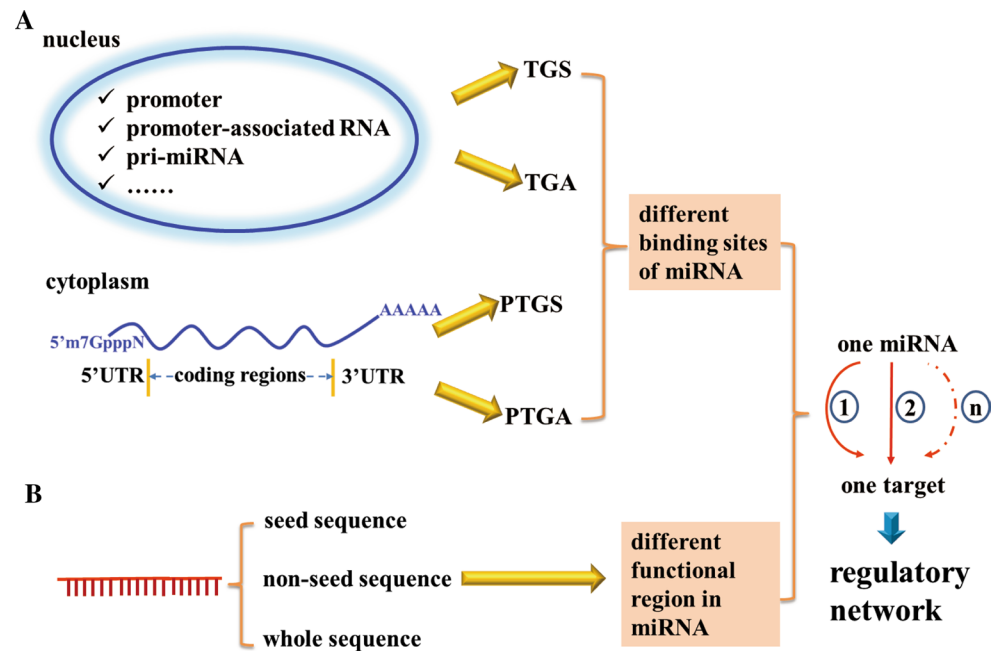 A
nucleus
✓ promoter
✓ promoter-associated RNA
✓ pri-miRNA
✓ ……
TGS
TGA
cytoplasm
5'm7GpppN
AAAAA
5'UTR
coding regions
3'UTR
PTGS
PTGA
different
binding sites
of miRNA
B
seed sequence
non-seed sequence
whole sequence
different
functional
region in
miRNA
one miRNA
1
2
n
one target
regulatory
network